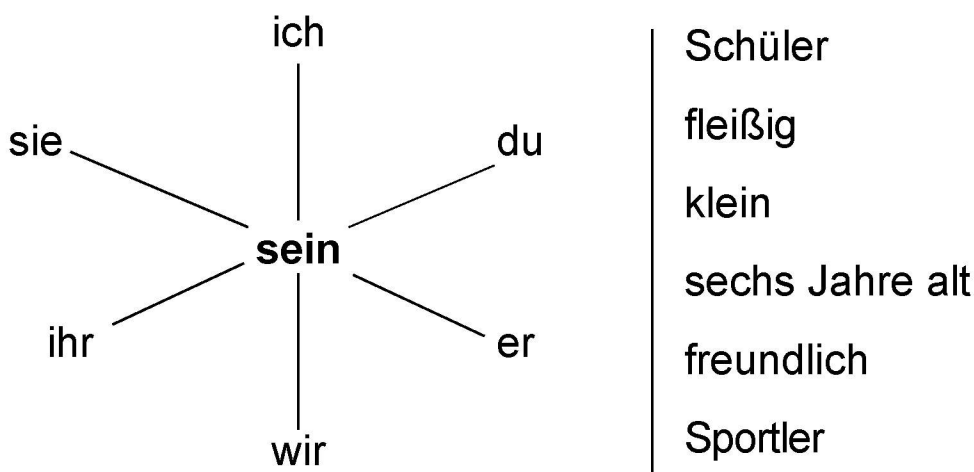 ich
sie
du
sein
ihr
er
wir
Schüler
fleißig
klein
sechs Jahre alt
freundlich
Sportler